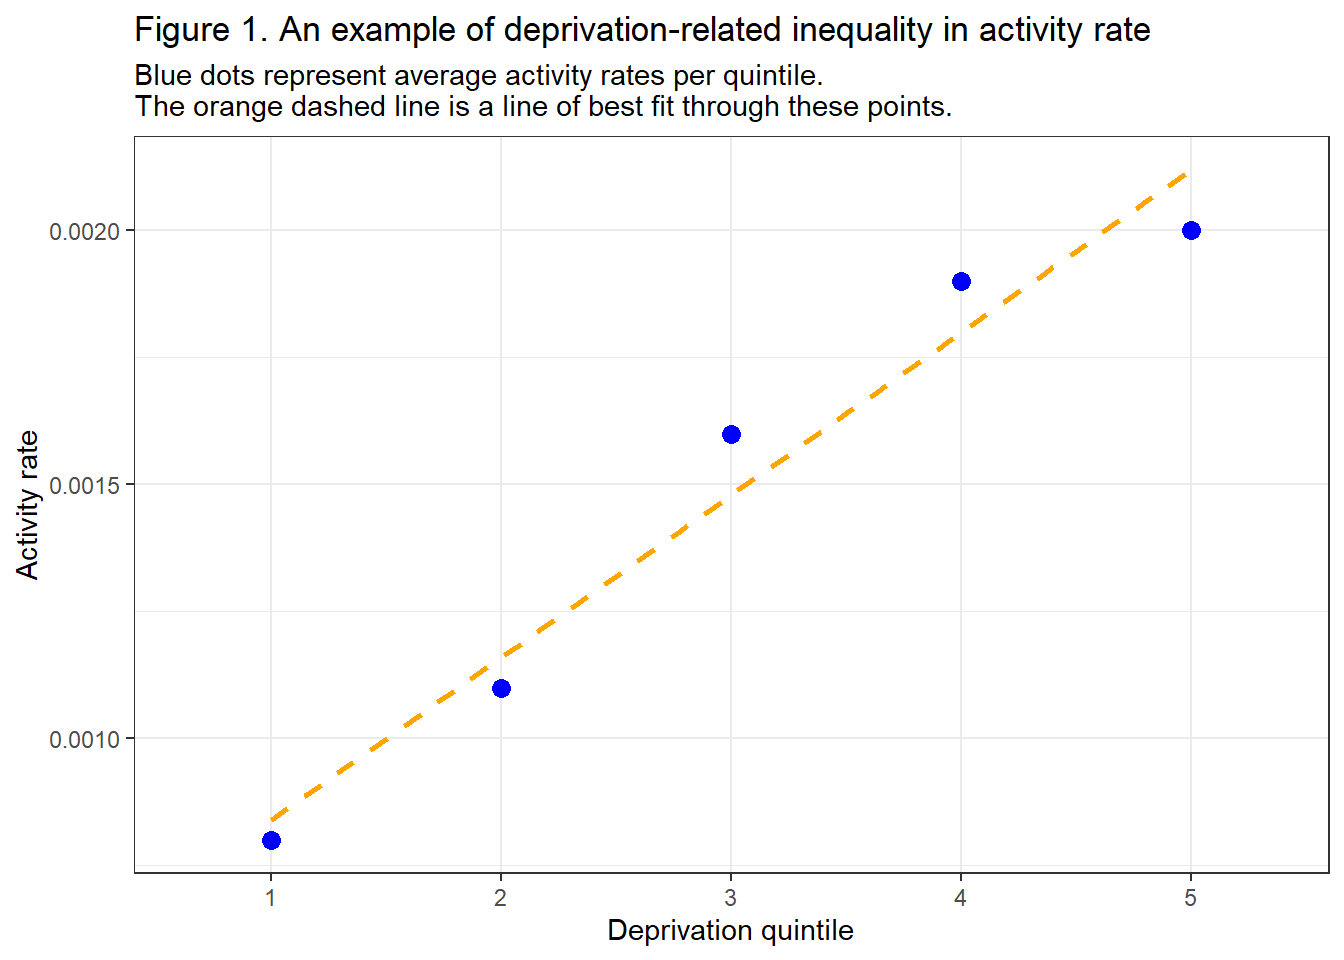 Figure 1. An example of deprivation-related inequality in activity rate
Blue dots represent average activity rates per quintile.
The orange dashed line is a line of best fit through these points.
0.0020
0.0015
0.0010
Activity rate
1
2
3
4
5
Deprivation quintile